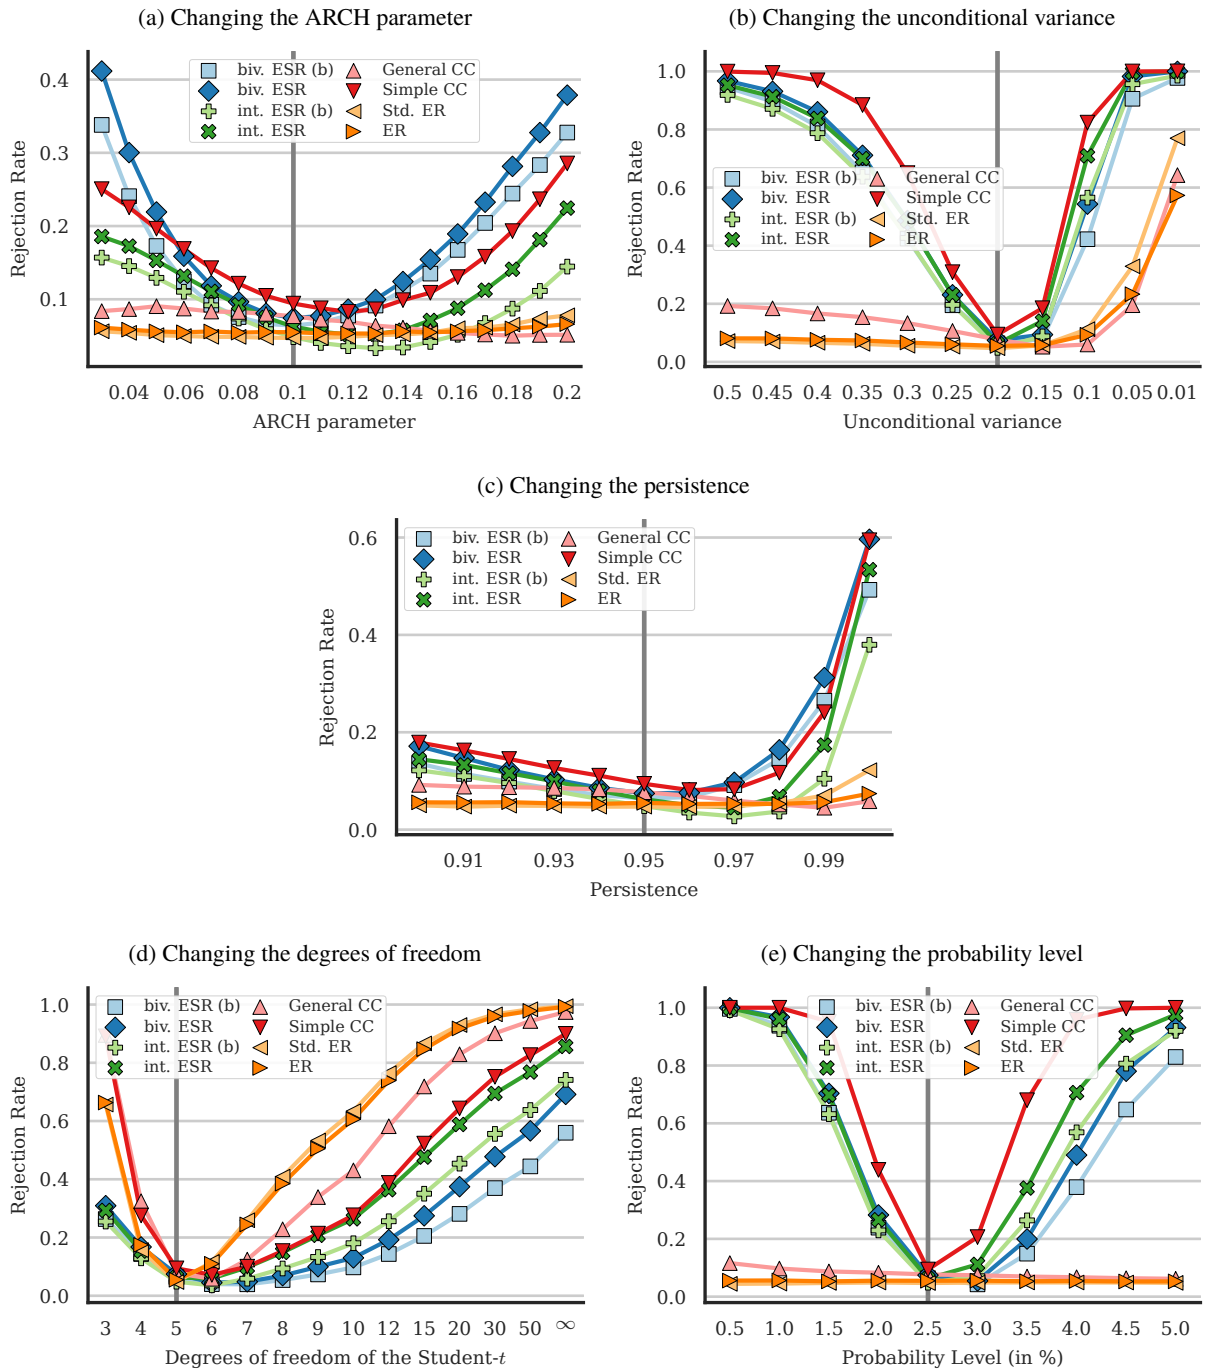 (a) Changing the ARCH parameter
Rejection Rate
0.4
0.3
0.2
0.1
biv. ESR (b)
biv. ESR
int. ESR (b)
int. ESR
General CC
Simple CC
Std. ER
ER
0.04 0.06 0.08 0.1 0.12 0.14 0.16 0.18 0.2
ARCH parameter
(b) Changing the unconditional variance
Rejection Rate
1.0
0.8
0.6
0.4
0.2
0.0
biv. ESR (b)
biv. ESR
int. ESR (b)
int. ESR
General CC
Simple CC
Std. ER
ER
0.5 0.45 0.4 0.35 0.3 0.25 0.2 0.15 0.1 0.05 0.01
Unconditional variance
(c) Changing the persistence
Rejection Rate
0.6
0.4
0.2
0.0
biv. ESR (b)
biv. ESR
int. ESR (b)
int. ESR
General CC
Simple CC
Std. ER
ER
0.91 0.93 0.95 0.97 0.99
Persistence
(d) Changing the degrees of freedom
Rejection Rate
1.0
0.8
0.6
0.4
0.2
0.0
biv. ESR (b)
biv. ESR
int. ESR (b)
int. ESR
General CC
Simple CC
Std. ER
ER
3 4 5 6 7 8 9 10 12 15 20 30 50 ∞
Degrees of freedom of the Student-t
(e) Changing the probability level
Rejection Rate
1.0
0.8
0.6
0.4
0.2
0.0
biv. ESR (b)
biv. ESR
int. ESR (b)
int. ESR
General CC
Simple CC
Std. ER
ER
0.5 1.0 1.5 2.0 2.5 3.0 3.5 4.0 4.5 5.0
Probability Level (in %)